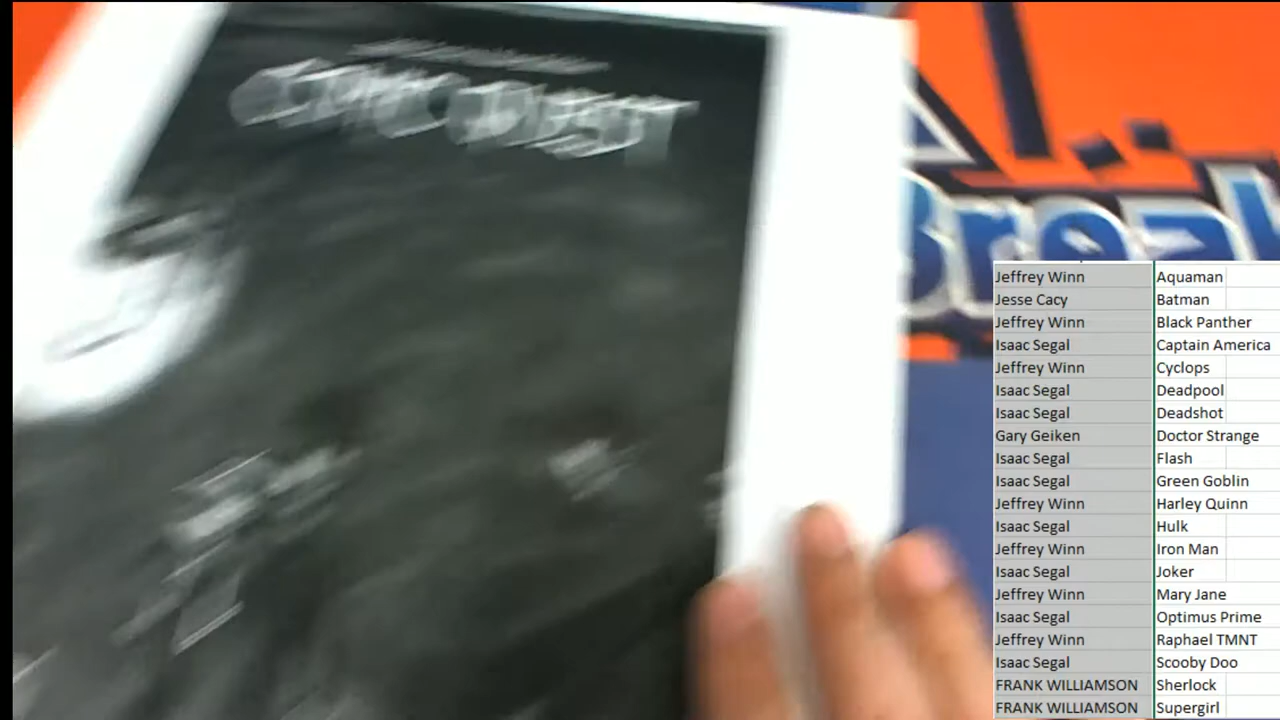 Break
Jeffrey Winn Aquaman
Jesse Cacy Batman
Jeffrey Winn Black Panther
Isaac Segal Captain America
Jeffrey Winn Cyclops
Isaac Segal Deadpool
Isaac Segal Deadshot
Gary Geiken Doctor Strange
Isaac Segal Flash
Isaac Segal Green Goblin
Jeffrey Winn Harley Quinn
Isaac Segal Hulk
Jeffrey Winn Iron Man
Isaac Segal Joker
Jeffrey Winn Mary Jane
Isaac Segal Optimus Prime
Jeffrey Winn Raphael TMNT
Isaac Segal Scooby Doo
FRANK WILLIAMSON Sherlock
FRANK WILLIAMSON Supergirl